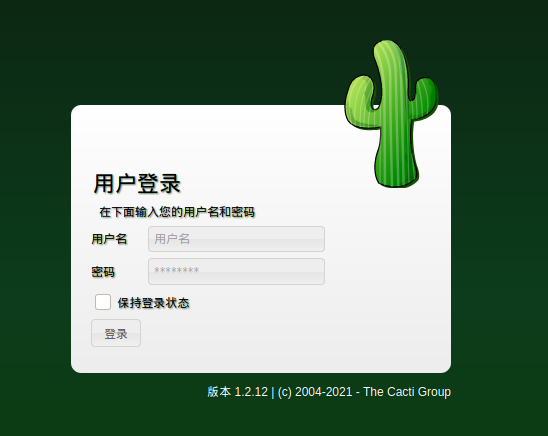 用户登录
在下面输入您的用户名和密码
用户名 用户名
密码 ********
保持登录状态
登录
版本 1.2.12 | (c) 2004-2021 - The Cacti Group